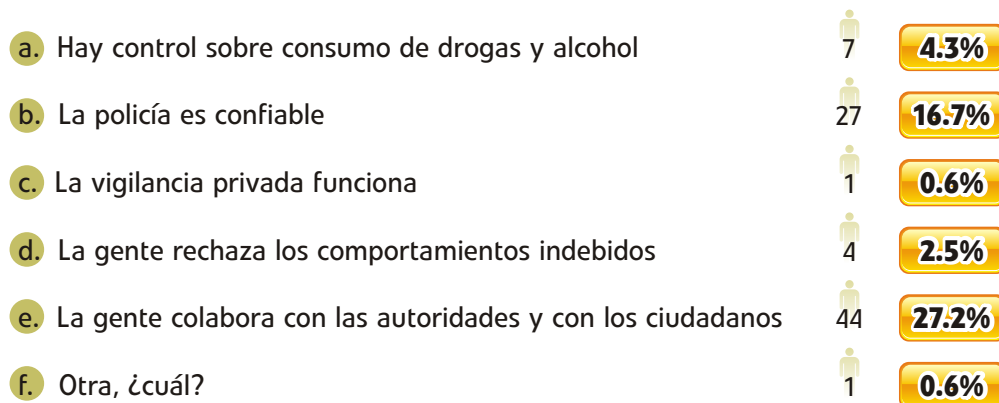 a. Hay control sobre consumo de drogas y alcohol 7 4.3%
b. La policía es confiable 27 16.7%
c. La vigilancia privada funciona 1 0.6%
d. La gente rechaza los comportamientos indebidos 4 2.5%
e. La gente colabora con las autoridades y con los ciudadanos 44 27.2%
f. Otra, ¿cuál? 1 0.6%